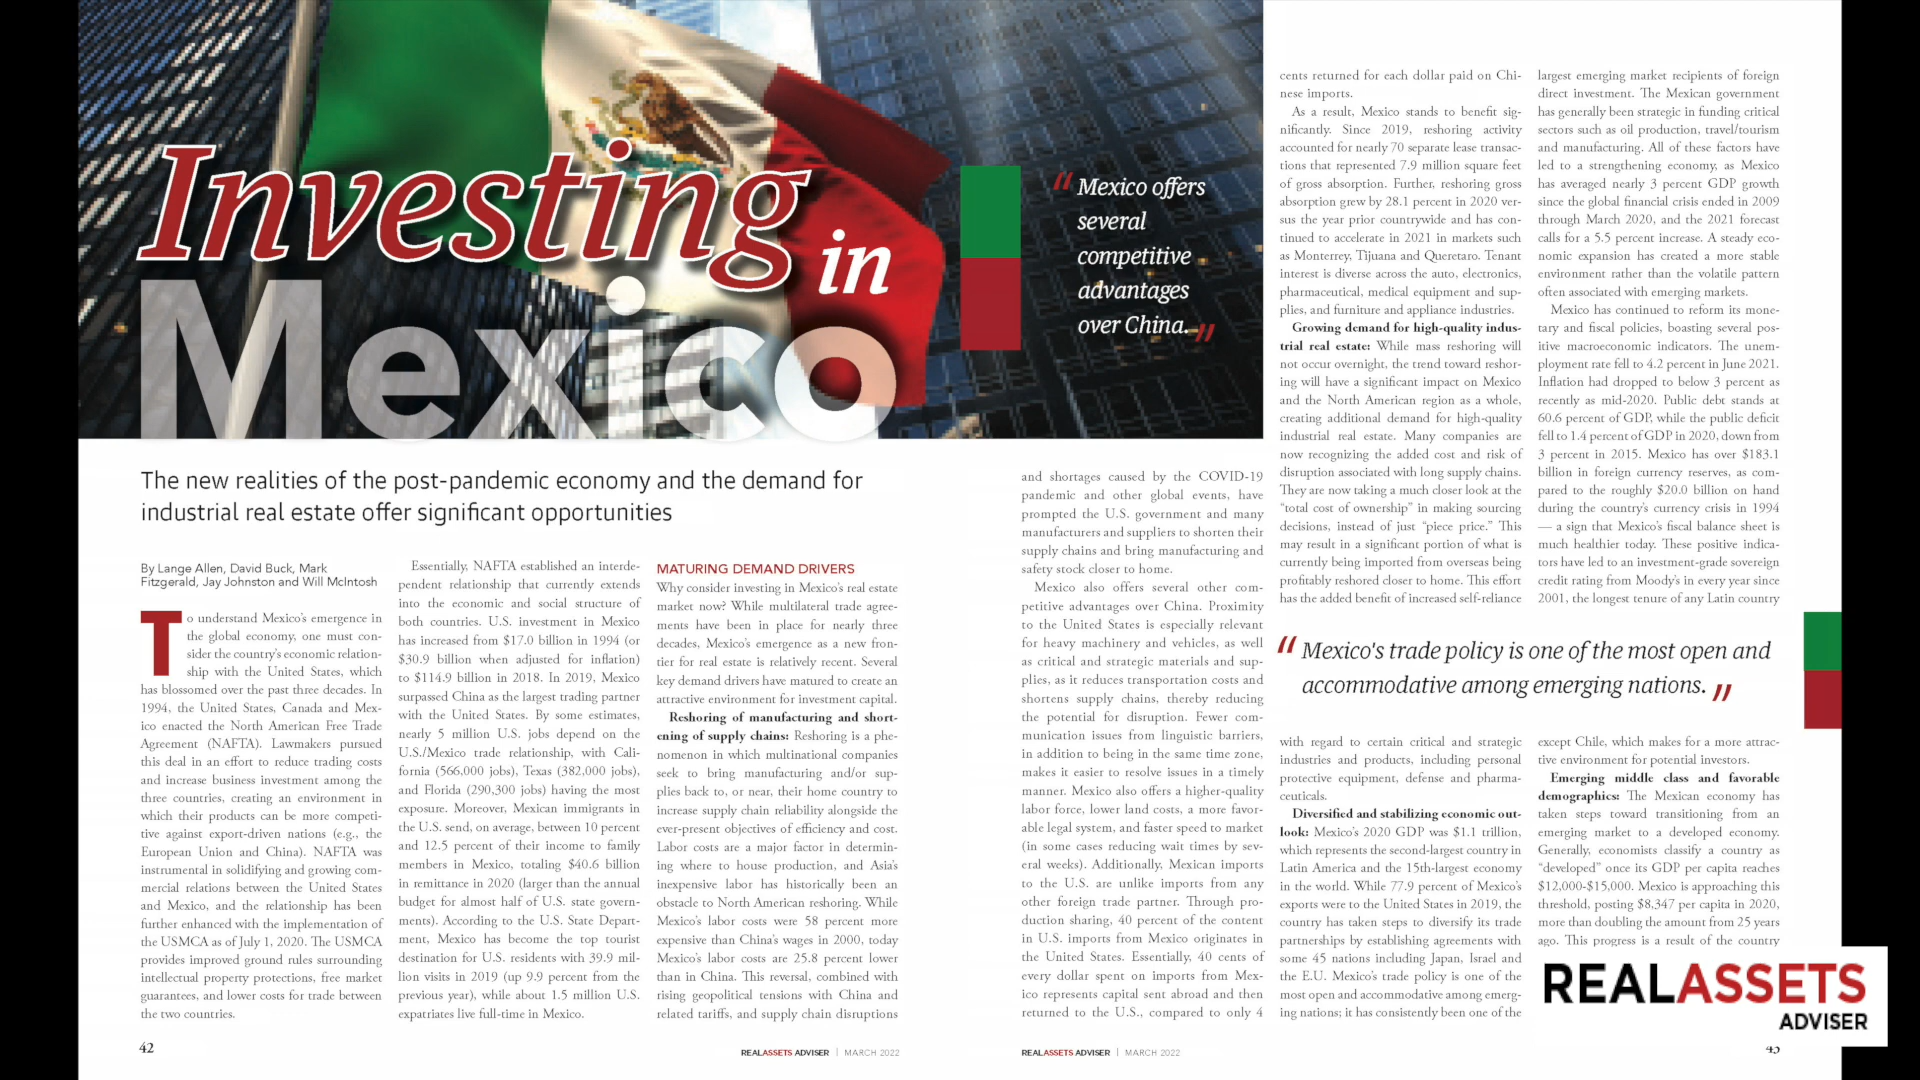 Investing
in
Mexico
“ Mexico offers
several
competitive
advantages
over China. ”
The new realities of the post-pandemic economy and the demand for
industrial real estate offer significant opportunities
By Lange Allen, David Buck, Mark
Fitzgerald, Jay Johnston and Will McIntosh
To understand Mexico's emergence in
the global economy, one must con-
sider the country's economic relation-
ship with the United States, which
has blossomed over the past three decades. In
1994, the United States, Canada and Mex-
ico enacted the North American Free Trade
Agreement (NAFTA). Lawmakers pursued
this deal in an effort to reduce trading costs
and increase business investment among the
three countries, creating an environment in
which their products can be more competi-
tive against export-driven nations (e.g., the
European Union and China). NAFTA was
instrumental in solidifying and growing com-
mercial relations between the United States
and Mexico, and the relationship has been
further enhanced with the implementation of
the USMCA as of July 1, 2020. The USMCA
provides improved ground rules surrounding
intellectual property protections, free market
guarantees, and lower costs for trade between
the two countries.
Essentially, NAFTA established an interde-
pendent relationship that currently extends
into the economic and social structure of
both countries. U.S. investment in Mexico
has increased from $17.0 billion in 1994 (or
$30.9 billion when adjusted for inflation)
to $114.9 billion in 2018. In 2019, Mexico
surpassed China as the largest trading partner
with the United States. By some estimates,
nearly 5 million U.S. jobs depend on the
U.S./Mexico trade relationship, with Cali-
fornia (566,000 jobs), Texas (382,000 jobs),
and Florida (290,300 jobs) having the most
exposure. Moreover, Mexican immigrants in
the U.S. send, on average, between 10 percent
and 12.5 percent of their income to family
members in Mexico, totaling $40.6 billion
in remittance in 2020 (larger than the annual
budget for almost half of U.S. state govern-
ments). According to the U.S. State Depart-
ment, Mexico has become the top tourist
destination for U.S. residents with 39.9 mil-
lion visits in 2019 (up 9.9 percent from the
previous year), while about 1.5 million U.S.
expatriates live full-time in Mexico.
MATURING DEMAND DRIVERS
Why consider investing in Mexico's real estate
market now? While multilateral trade agree-
ments have been in place for nearly three
decades, Mexico's emergence as a new fron-
tier for real estate is relatively recent. Several
key demand drivers have matured to create an
attractive environment for investment capital.
Reshoring of manufacturing and short-
ening of supply chains: Reshoring is a phe-
nomenon in which multinational companies
seek to bring manufacturing and/or sup-
plies back to, or near, their home country to
increase supply chain reliability alongside the
ever-present objectives of efficiency and cost.
Labor costs are a major factor in determin-
ing where to house production, and Asia's
inexpensive labor has historically been an
obstacle to North American reshoring. While
Mexico's labor costs were 58 percent more
expensive than China's wages in 2000, today
Mexico's labor costs are 25.8 percent lower
than in China. This reversal, combined with
rising geopolitical tensions with China and
related tariffs, and supply chain disruptions
42
REALASSETS ADVISER | MARCH 2022
and shortages caused by the COVID-19
pandemic and other global events, have
prompted the U.S. government and many
manufacturers and suppliers to shorten their
supply chains and bring manufacturing and
safety stock closer to home.
Mexico also offers several other com-
petitive advantages over China. Proximity
to the United States is especially relevant
for heavy machinery and vehicles, as well
as critical and strategic materials and sup-
plies, as it reduces transportation costs and
shortens supply chains, thereby reducing
the potential for disruption. Fewer com-
munication issues from linguistic barriers,
in addition to being in the same time zone,
makes it easier to resolve issues in a timely
manner. Mexico also offers a higher-quality
labor force, lower land costs, a more favor-
able legal system, and faster speed to market
(in some cases reducing wait times by sev-
eral weeks). Additionally, Mexican imports
to the U.S. are unlike imports from any
other foreign trade partner. Through pro-
duction sharing, 40 percent of the content
in U.S. imports from Mexico originates in
the United States. Essentially, 40 cents of
every dollar spent on imports from Mex-
ico represents capital sent abroad and then
returned to the U.S., compared to only 4
cents returned for each dollar paid on Chi-
nese imports.
As a result, Mexico stands to benefit sig-
nificantly. Since 2019, reshoring activity
accounted for nearly 70 separate lease transac-
tions that represented 7.9 million square feet
of gross absorption. Further, reshoring gross
absorption grew by 28.1 percent in 2020 ver-
sus the year prior countrywide and has con-
tinued to accelerate in 2021 in markets such
as Monterrey, Tijuana and Queretaro. Tenant
interest is diverse across the auto, electronics,
pharmaceutical, medical equipment and sup-
plies, and furniture and appliance industries.
Growing demand for high-quality indus-
trial real estate: While mass reshoring will
not occur overnight, the trend toward reshor-
ing will have a significant impact on Mexico
and the North American region as a whole,
creating additional demand for high-quality
industrial real estate. Many companies are
now recognizing the added cost and risk of
disruption associated with long supply chains.
They are now taking a much closer look at the
“total cost of ownership” in making sourcing
decisions, instead of just “piece price.” This
may result in a significant portion of what is
currently being imported from overseas being
profitably reshored closer to home. This effort
has the added benefit of increased self-reliance
“ Mexico's trade policy is one of the most open and
accommodative among emerging nations. ”
with regard to certain critical and strategic
industries and products, including personal
protective equipment, defense and pharma-
ceuticals.
Diversified and stabilizing economic out-
look: Mexico's 2020 GDP was $1.1 trillion,
which represents the second-largest country in
Latin America and the 15th-largest economy
in the world. While 77.9 percent of Mexico's
exports were to the United States in 2019, the
country has taken steps to diversify its trade
partnerships by establishing agreements with
some 45 nations including Japan, Israel and
the E.U. Mexico's trade policy is one of the
most open and accommodative among emerg-
ing nations; it has consistently been one of the
largest emerging market recipients of foreign
direct investment. The Mexican government
has generally been strategic in funding critical
sectors such as oil production, travel/tourism
and manufacturing. All of these factors have
led to a strengthening economy, as Mexico
has averaged nearly 3 percent GDP growth
since the global financial crisis ended in 2009
through March 2020, and the 2021 forecast
calls for a 5.5 percent increase. A steady eco-
nomic expansion has created a more stable
environment rather than the volatile pattern
often associated with emerging markets.
Mexico has continued to reform its mone-
tary and fiscal policies, boasting several pos-
itive macroeconomic indicators. The unem-
ployment rate fell to 4.2 percent in June 2021.
Inflation had dropped to below 3 percent as
recently as mid-2020. Public debt stands at
60.6 percent of GDP, while the public deficit
fell to 1.4 percent of GDP in 2020, down from
3 percent in 2015. Mexico has over $183.1
billion in foreign currency reserves, as com-
pared to the roughly $20.0 billion on hand
during the country's currency crisis in 1994
— a sign that Mexico's fiscal balance sheet is
much healthier today. These positive indica-
tors have led to an investment-grade sovereign
credit rating from Moody's in every year since
2001, the longest tenure of any Latin country
except Chile, which makes for a more attrac-
tive environment for potential investors.
Emerging middle class and favorable
demographics: The Mexican economy has
taken steps toward transitioning from an
emerging market to a developed economy.
Generally, economists classify a country as
“developed” once its GDP per capita reaches
$12,000-$15,000. Mexico is approaching this
threshold, posting $8,347 per capita in 2020,
more than doubling the amount from 25 years
ago. This progress is a result of the country
REALASSETS
ADVISER
REALASSETS ADVISER | MARCH 2022